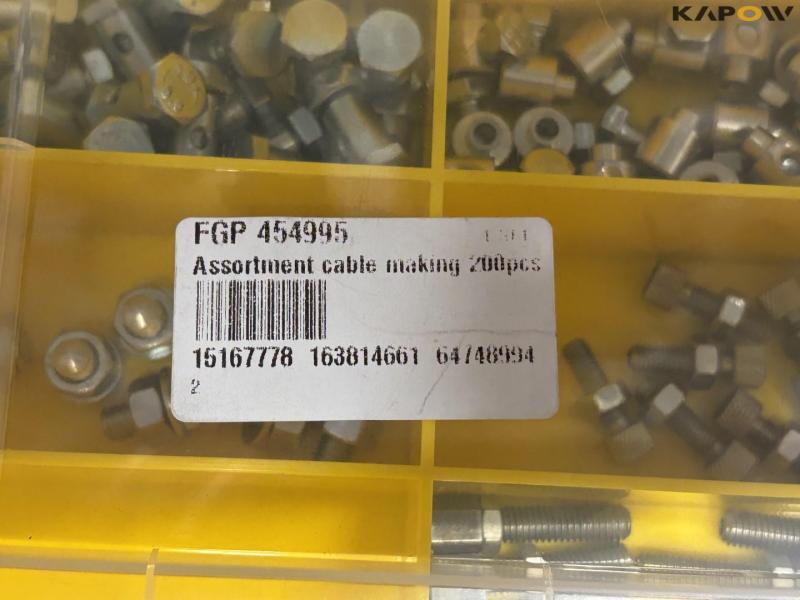 KAPOW
FGP 454995
Assortment cable making 200pcs
15167778 163814661 64748994
2